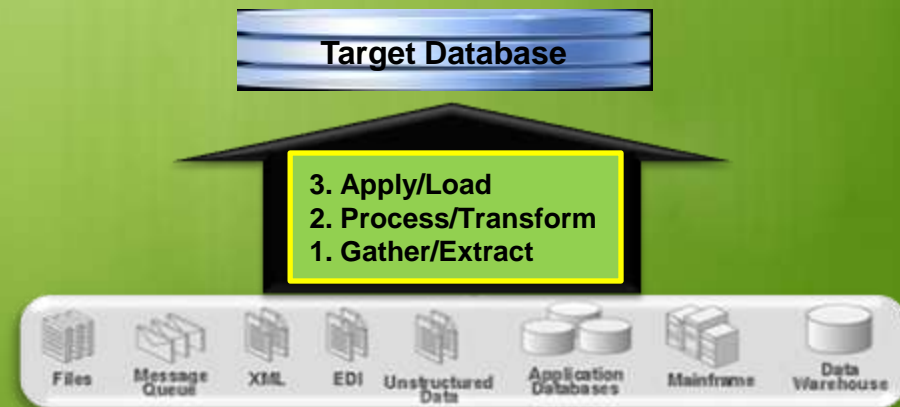 Target Database
3. Apply/Load
2. Process/Transform
1. Gather/Extract
Files
Message
Queue
XML
EDI
Unstructured
Data
Application
Databases
Mainframe
Data
Warehouse